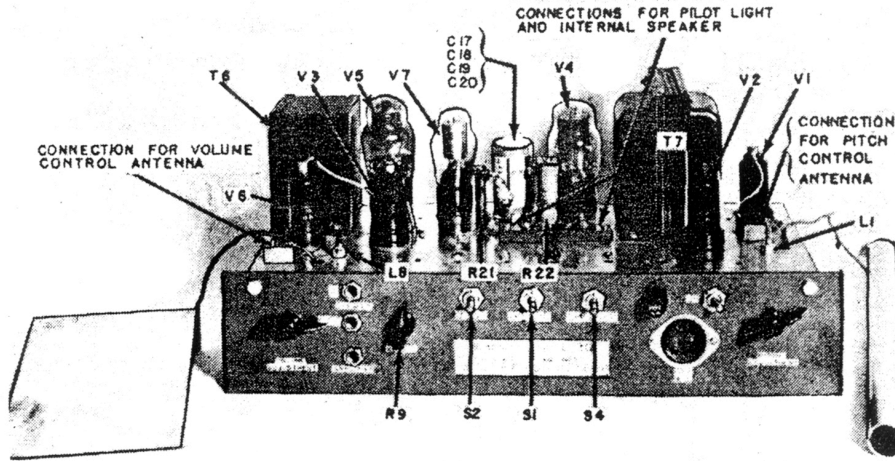 CONNECTIONS FOR PILOT LIGHT
AND INTERNAL SPEAKER
C17
C18
C19
C20
T6
V3
V5
V7
V4
V2
V1
CONNECTION FOR VOLUME
CONTROL ANTENNA
T7
CONNECTION
FOR PITCH
CONTROL
ANTENNA
V6
L1
L8
R21
R22
R9
S2
S1
S4